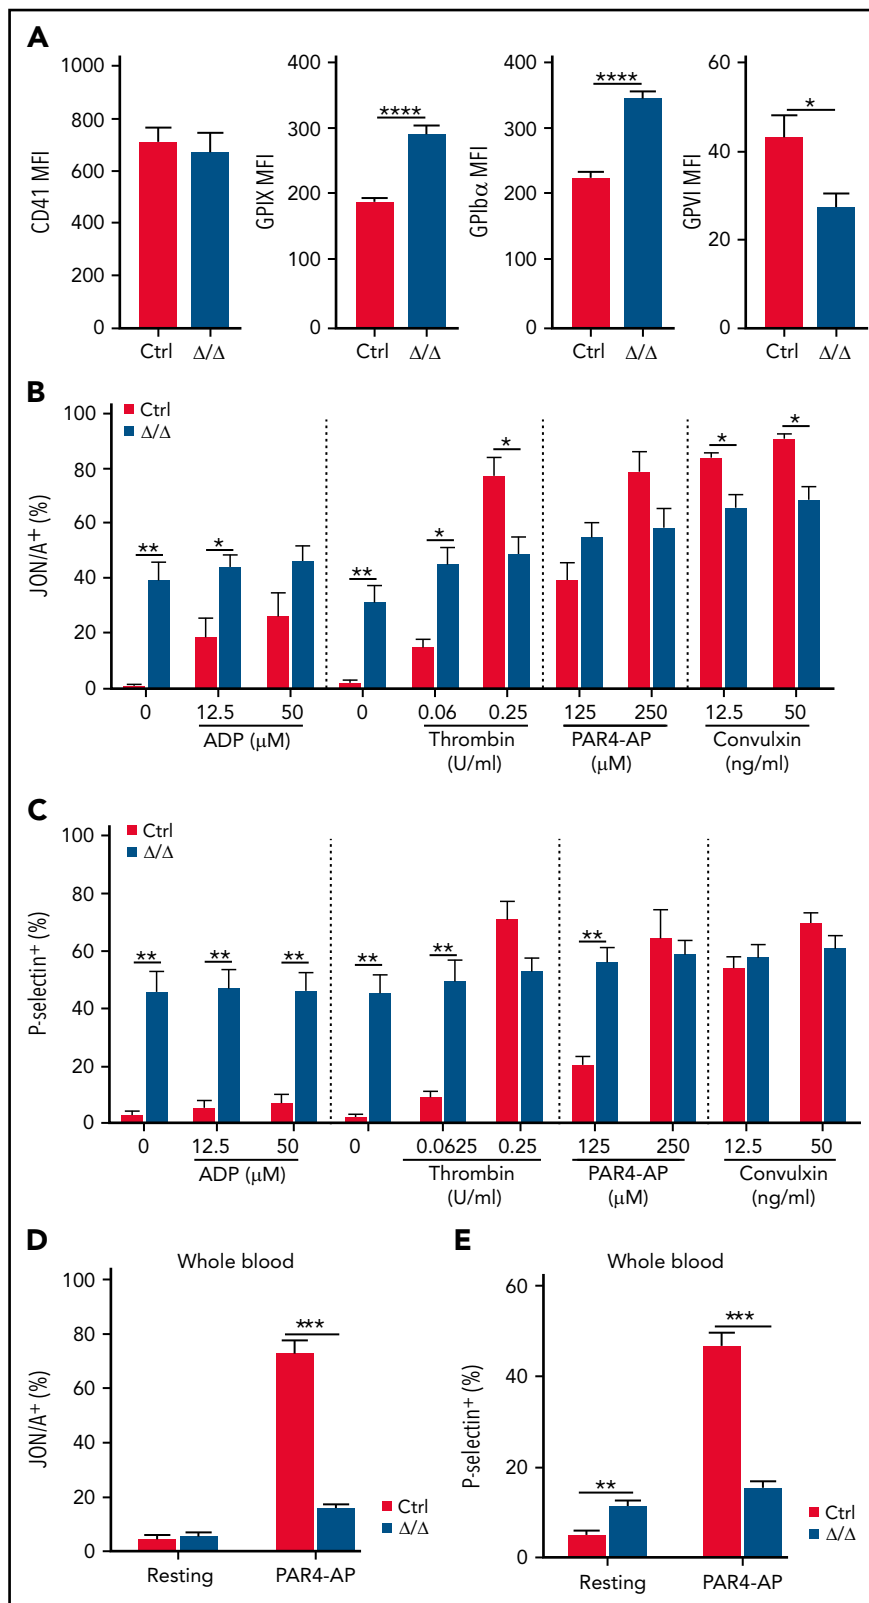 A
CD41 MFI
1000
800
600
400
200
0
Ctrl
Δ/Δ
GPIX MFI
400
****
300
200
100
0
Ctrl
Δ/Δ
GPIbα MFI
400
****
300
200
100
0
Ctrl
Δ/Δ
GPVI MFI
60
*
40
20
0
Ctrl
Δ/Δ
B
Ctrl
Δ/Δ
JON/A+ (%)
100
80
60
40
20
0
** * ** * * * *
0 12.5 50 0 0.06 0.25 125 250 12.5 50
ADP (μM) Thrombin PAR4-AP Convulxin
(U/ml) (μM) (ng/ml)
C
Ctrl
Δ/Δ
P-selectin+ (%)
100
80
60
40
20
0
** ** ** ** ** **
0 12.5 50 0 0.0625 0.25 125 250 12.5 50
ADP (μM) Thrombin PAR4-AP Convulxin
(U/ml) (μM) (ng/ml)
D
Whole blood
JON/A+ (%)
100
80
60
40
20
0
***
Ctrl
Δ/Δ
Resting PAR4-AP
E
Whole blood
P-selectin+ (%)
60
40
20
0
**
***
Ctrl
Δ/Δ
Resting PAR4-AP